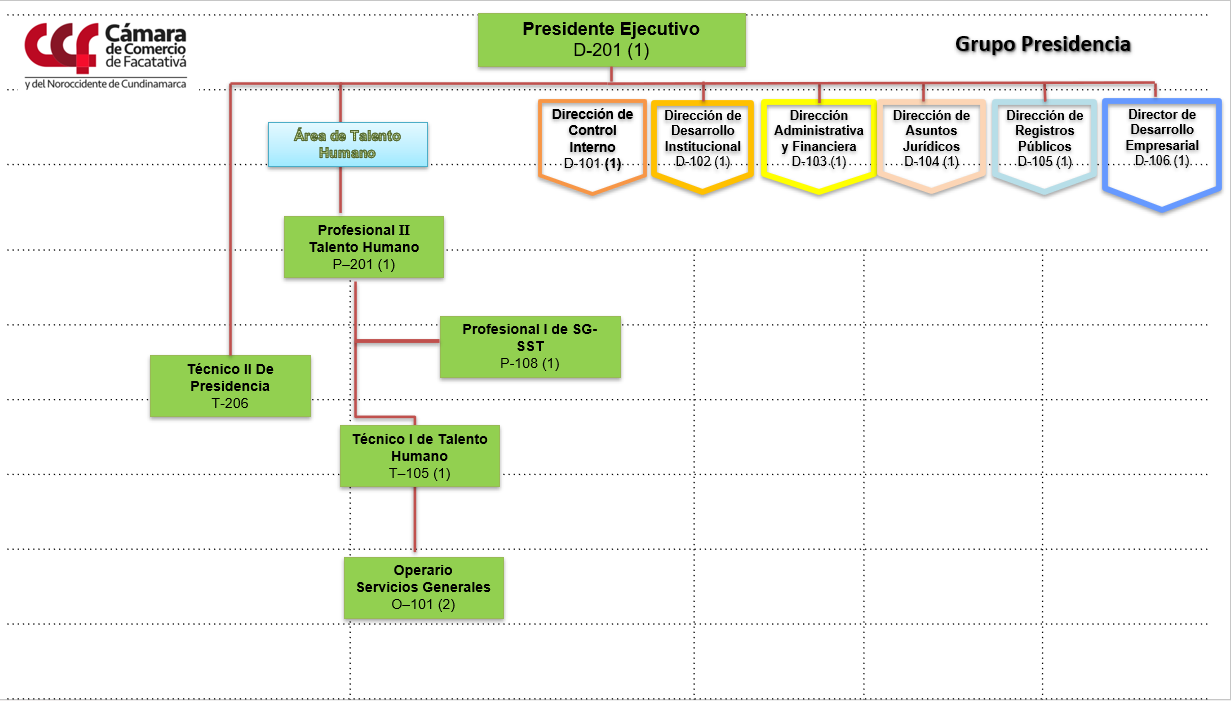 Cámara
de Comercio
de Facatativá
y del Noroccidente de Cundinamarca
Presidente Ejecutivo
D-201 (1)
Grupo Presidencia
Área de Talento
Humano
Dirección de
Control
Interno
D-101 (1)
Dirección de
Desarrollo
Institucional
D-102 (1)
Dirección
Administrativa
y Financiera
D-103 (1)
Dirección de
Asuntos
Jurídicos
D-104 (1)
Dirección de
Registros
Públicos
D-105 (1)
Director de
Desarrollo
Empresarial
D-106 (1)
Profesional II
Talento Humano
P–201 (1)
Profesional I de SG-
SST
P-108 (1)
Técnico II De
Presidencia
T-206
Técnico I de Talento
Humano
T–105 (1)
Operario
Servicios Generales
O–101 (2)